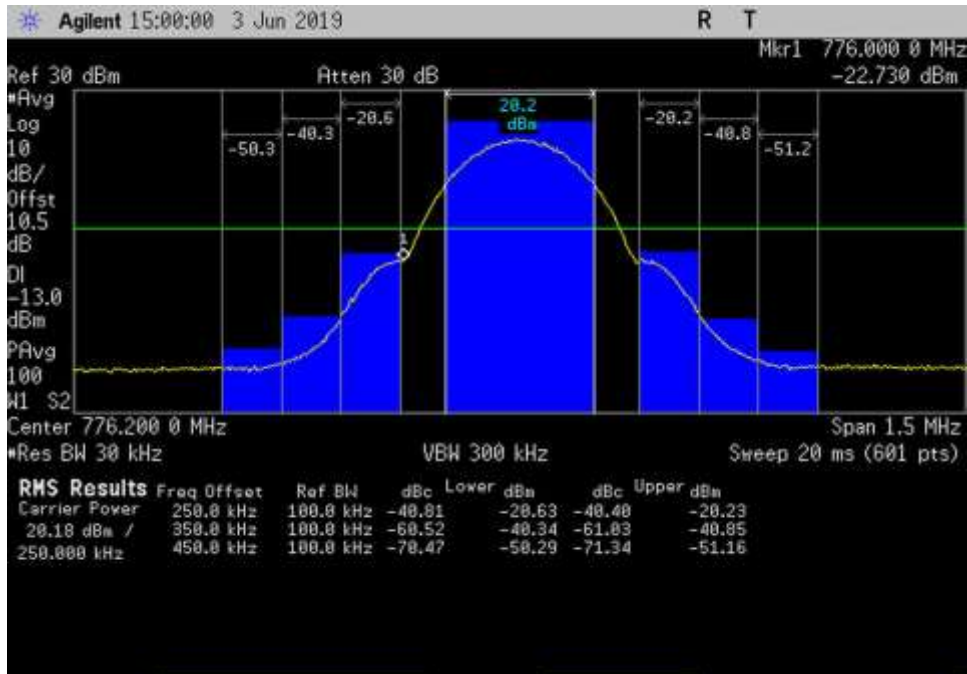 Agilent 15:00:00 3 Jun 2019 R T
Mkr1 776.000 0 MHz
Ref 30 dBm Atten 30 dB -22.730 dBm
#Avg
Log
10
dB/
Offst
10.5
dB
DI
-13.0
dBm
PAvg
100
W1 S2
-50.3
-40.3
-20.6
20.2
dBm
-20.2
-40.8
-51.2
1
Center 776.200 0 MHz Span 1.5 MHz
#Res BW 30 kHz VBW 300 kHz Sweep 20 ms (601 pts)
RMS Results Freq Offset Ref BW dBc Lower dBm dBc Upper dBm
Carrier Power 250.0 kHz 100.0 kHz -40.81 -20.63 -40.40 -20.23
20.18 dBm / 350.0 kHz 100.0 kHz -60.52 -40.34 -61.03 -40.85
250.000 kHz 450.0 kHz 100.0 kHz -70.47 -50.29 -71.34 -51.16